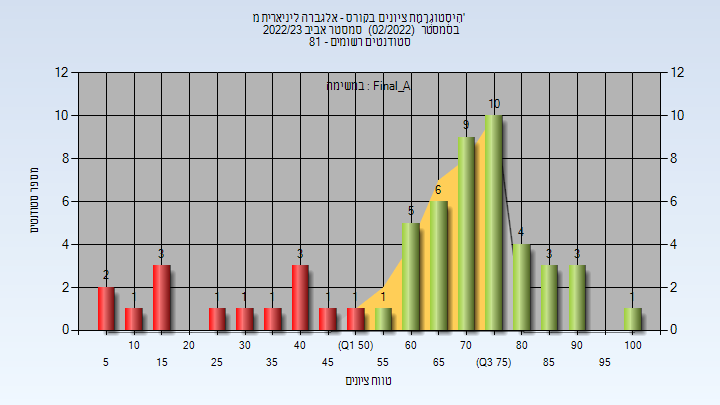 היסטוגרמת ציונים בקורס - אלגברה ליניארית מ'
בסמסטר (02/2022) סמסטר אביב 2022/23
סטודנטים רשומים - 81
במשימה : Final_A
מספר סטודנטים
12 12
10 10
8 8
6 6
4 4
2 2
0 0
2 1 3 1 1 1 3 1 1 1 5 6 9 10 4 3 3 1
10 20 30 40 (Q1 50) 60 70 80 90 100
5 15 25 35 45 55 65 (Q3 75) 85 95
טווח ציונים